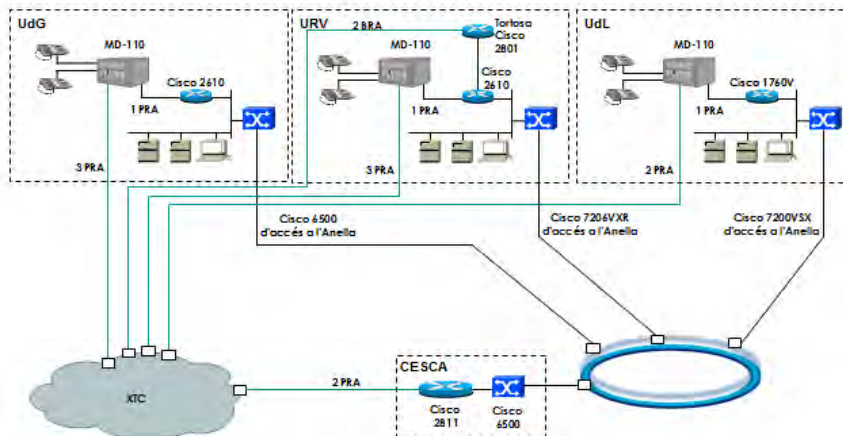 UdG
MD-110
Cisco 2610
1 PRA
3 PRA
URV
2 BRA
MD-110
Tortosa
Cisco
2801
Cisco
2610
1 PRA
3 PRA
UdL
MD-110
Cisco 1760V
1 PRA
2 PRA
Cisco 6500
d'accés a l'Anella
Cisco 7206VXR
d'accés a l'Anella
Cisco 7200VSX
d'accés a l'Anella
XTC
2 PRA
CESCA
Cisco
2811
Cisco
6500